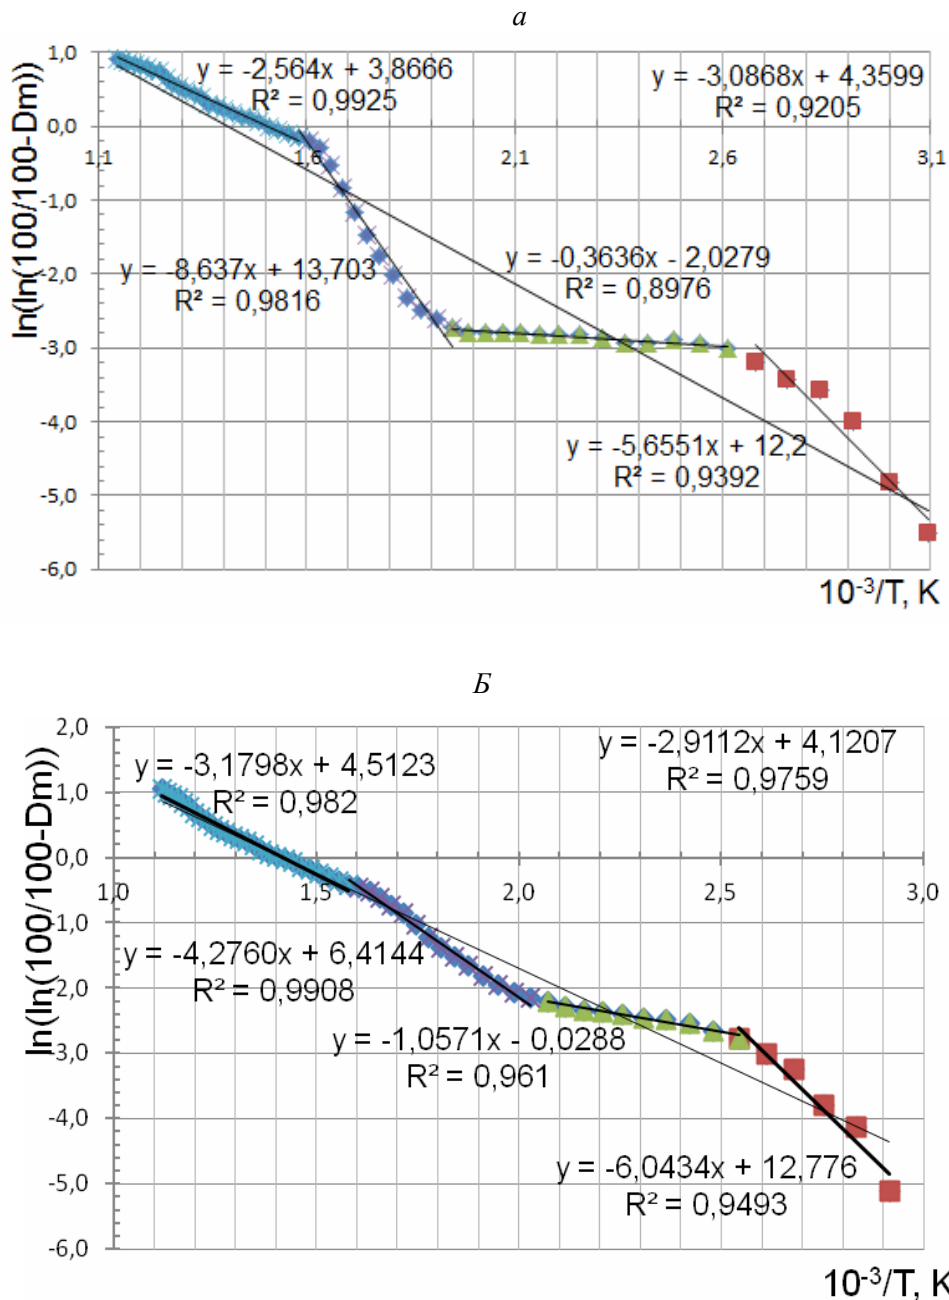 а
ln(ln(100/100-Dm))
1,0
0,0
-1,0
-2,0
-3,0
-4,0
-5,0
-6,0
1,1
1,6
2,1
2,6
3,1
y = -2,564x + 3,8666
R² = 0,9925
y = -3,0868x + 4,3599
R² = 0,9205
y = -8,637x + 13,703
R² = 0,9816
y = -0,3636x - 2,0279
R² = 0,8976
y = -5,6551x + 12,2
R² = 0,9392
10⁻³/T, K
Б
ln(ln(100/100-Dm))
2,0
1,0
0,0
-1,0
-2,0
-3,0
-4,0
-5,0
-6,0
1,0
1,5
2,0
2,5
3,0
y = -3,1798x + 4,5123
R² = 0,982
y = -2,9112x + 4,1207
R² = 0,9759
y = -4,2760x + 6,4144
R² = 0,9908
y = -1,0571x - 0,0288
R² = 0,961
y = -6,0434x + 12,776
R² = 0,9493
10⁻³/T, K